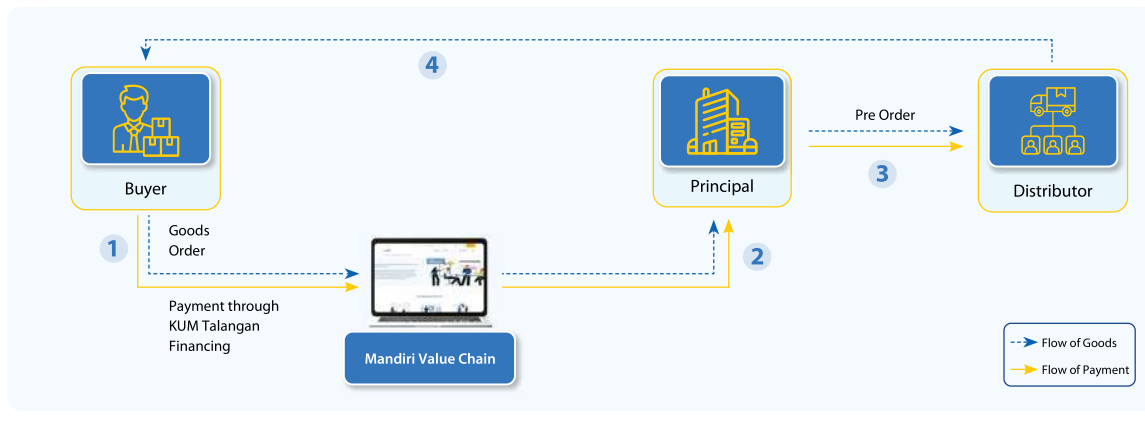 4
Buyer
Principal
Pre Order
3
Distributor
1
Goods
Order
2
Payment through
KUM Talangan
Financing
Mandiri Value Chain
Flow of Goods
Flow of Payment